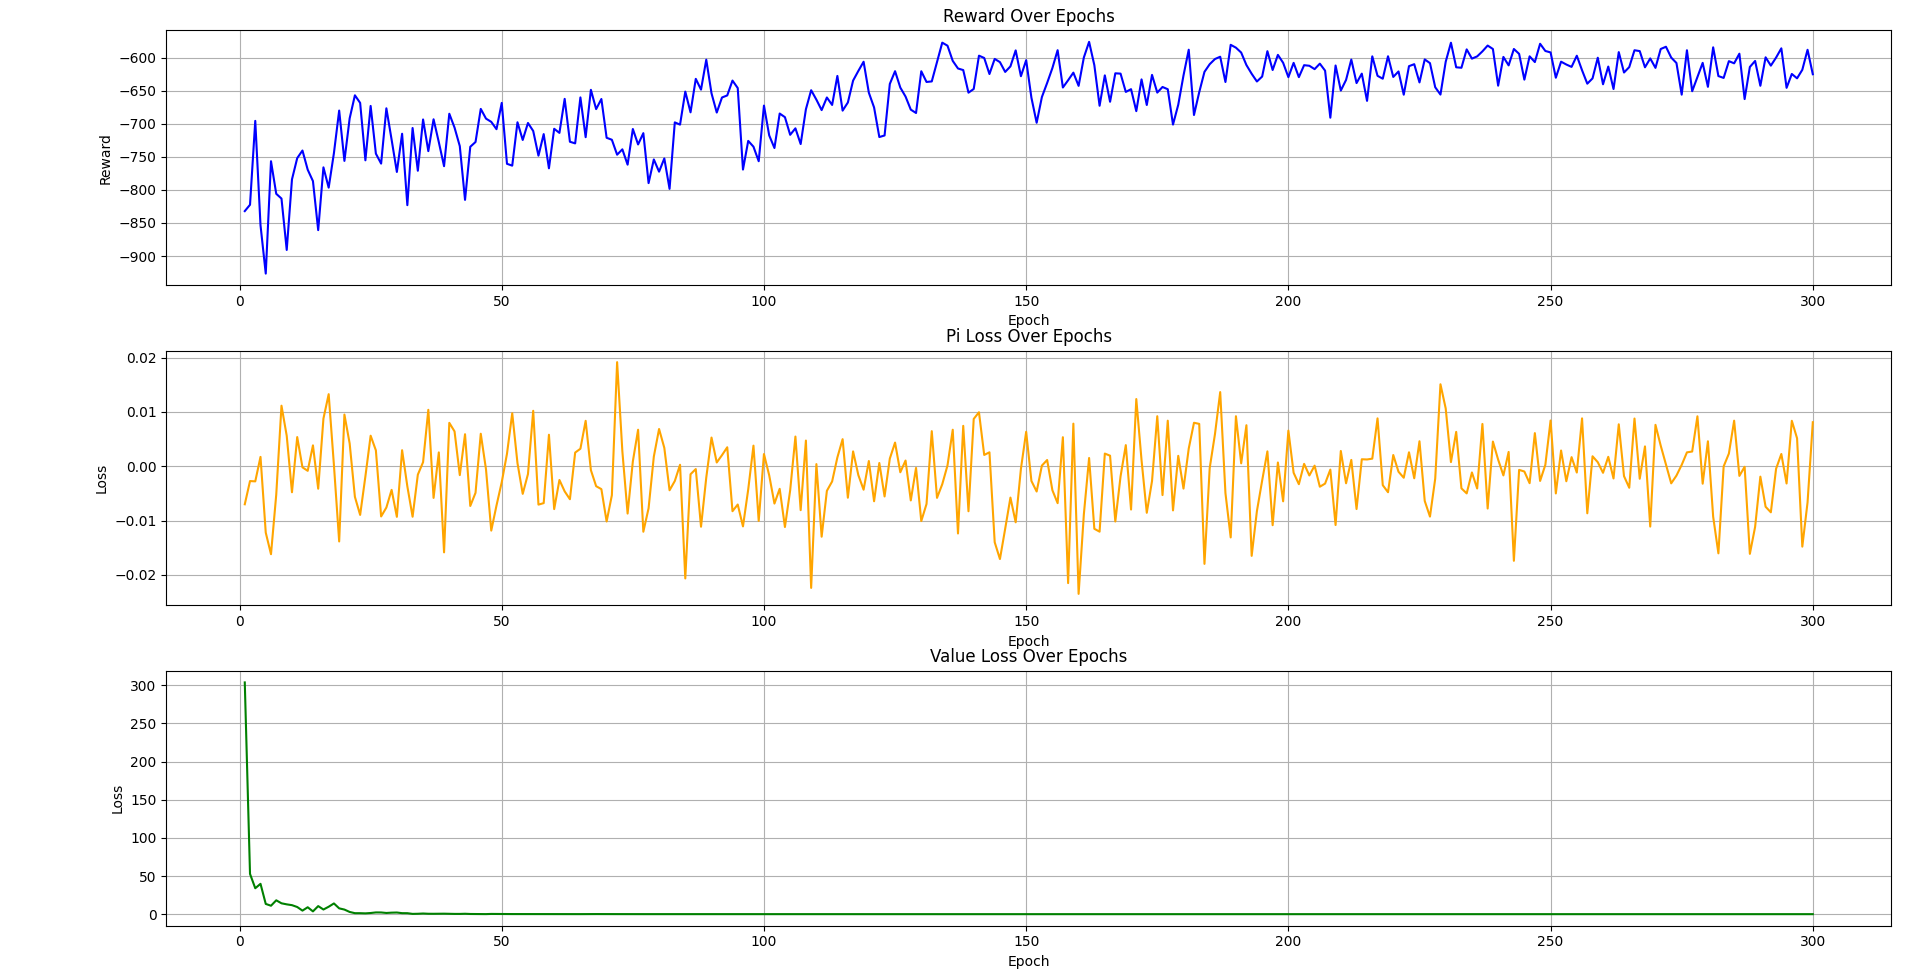 Reward Over Epochs
−600
−650
−700
−750
−800
−850
−900
Reward
0 50 100 150 200 250 300
Epoch
Pi Loss Over Epochs
0.02
0.01
0.00
−0.01
−0.02
Loss
0 50 100 150 200 250 300
Epoch
Value Loss Over Epochs
300
250
200
150
100
50
0
Loss
0 50 100 150 200 250 300
Epoch